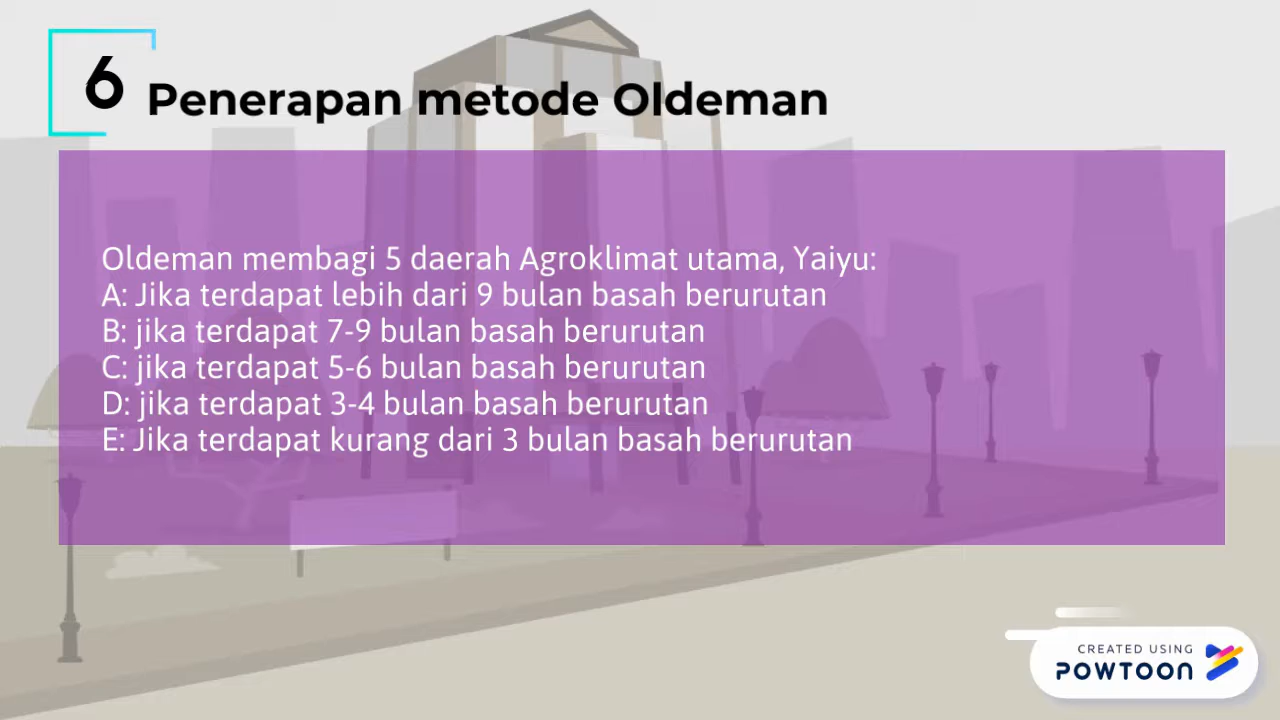 6 Penerapan metode Oldeman
Oldeman membagi 5 daerah Agroklimat utama, Yaiyu:
A: Jika terdapat lebih dari 9 bulan basah berurutan
B: jika terdapat 7-9 bulan basah berurutan
C: jika terdapat 5-6 bulan basah berurutan
D: jika terdapat 3-4 bulan basah berurutan
E: Jika terdapat kurang dari 3 bulan basah berurutan
CREATED USING
POWTOON